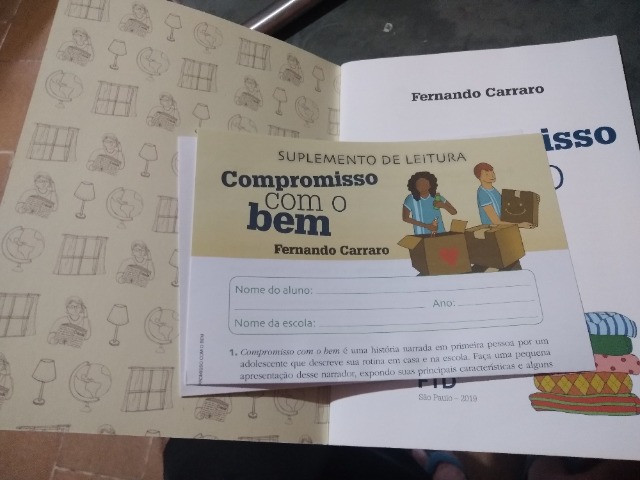 Fernando Carraro
isso
SUPLEMENTO DE LEITURA
Compromisso
com o
bem
Fernando Carraro
Nome do aluno:
Ano:
Nome da escola:
1. Compromisso com o bem é uma história narrada em primeira pessoa por um
adolescente que descreve sua rotina em casa e na escola. Faça uma pequena
apresentação desse narrador, expondo suas principais características e alguns
FTD
São Paulo – 2019